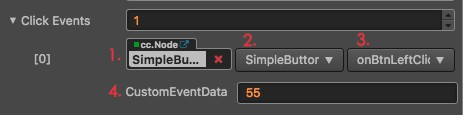 Click Events 1
cc.Node 2. 3.
[0] 1. SimpleBu... SimpleButtor onBtnLeftClic
4. CustomEventData 55